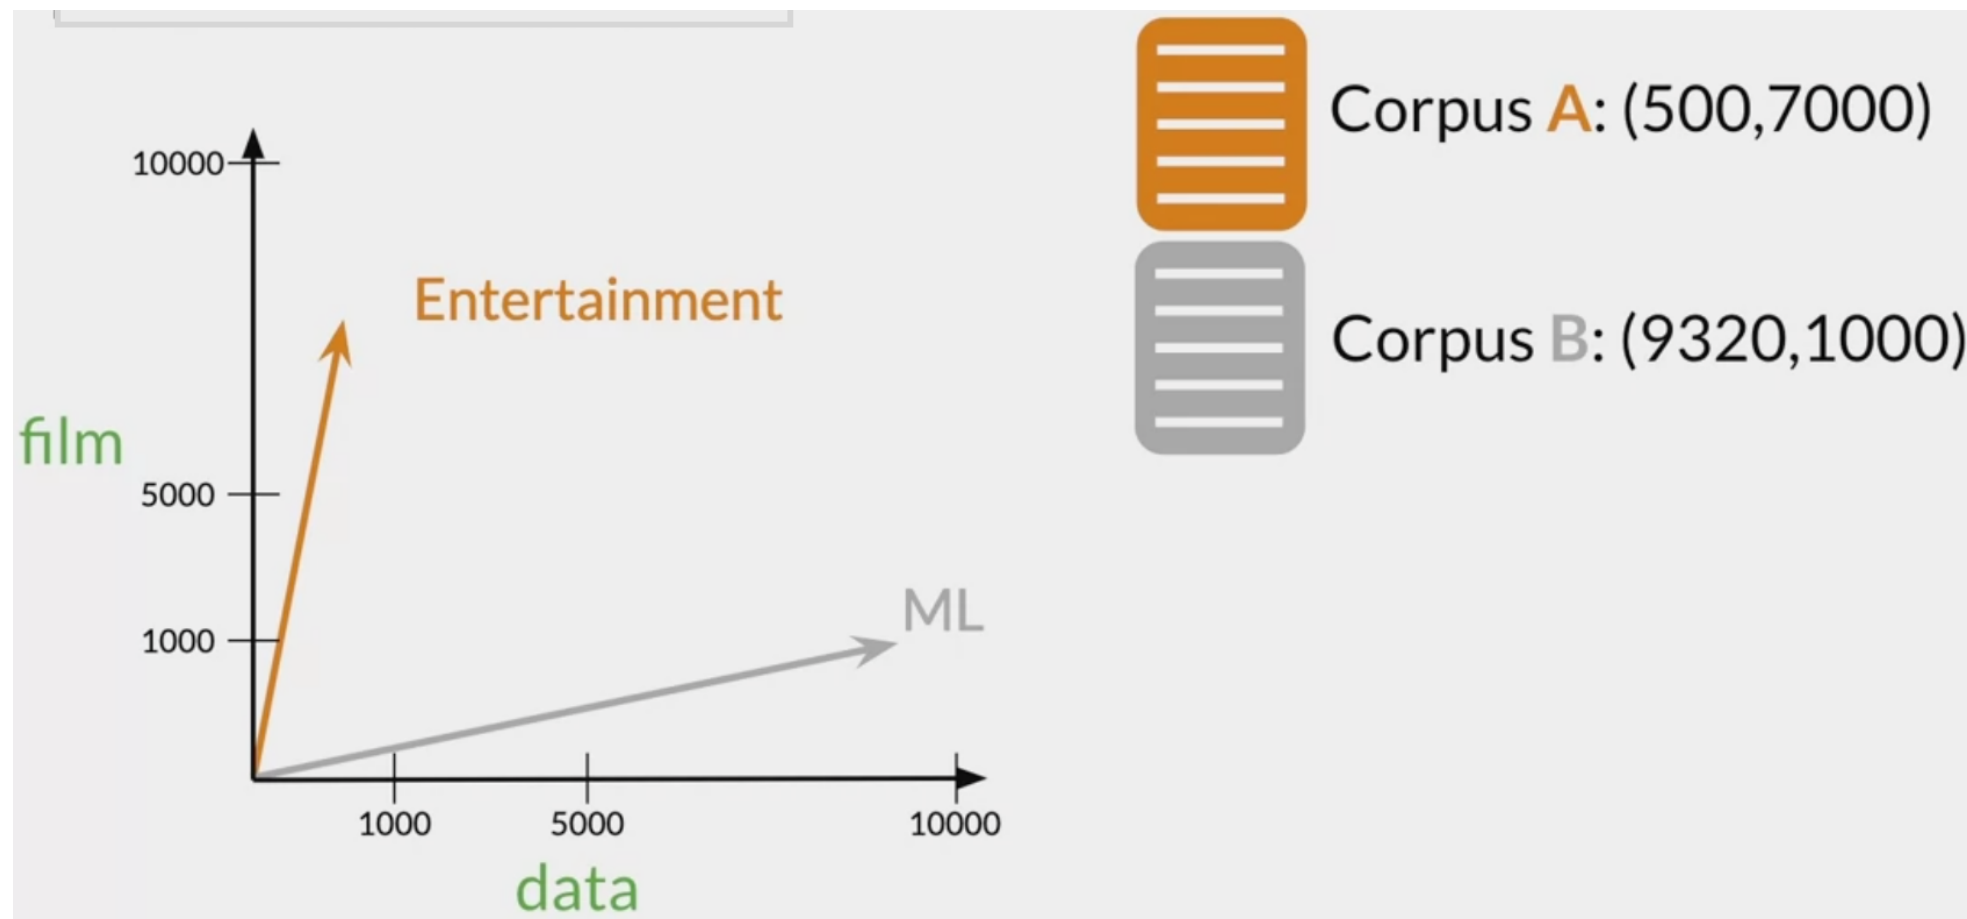 10000
Entertainment
film
5000
ML
1000
1000 5000 10000
data
Corpus A: (500,7000)
Corpus B: (9320,1000)